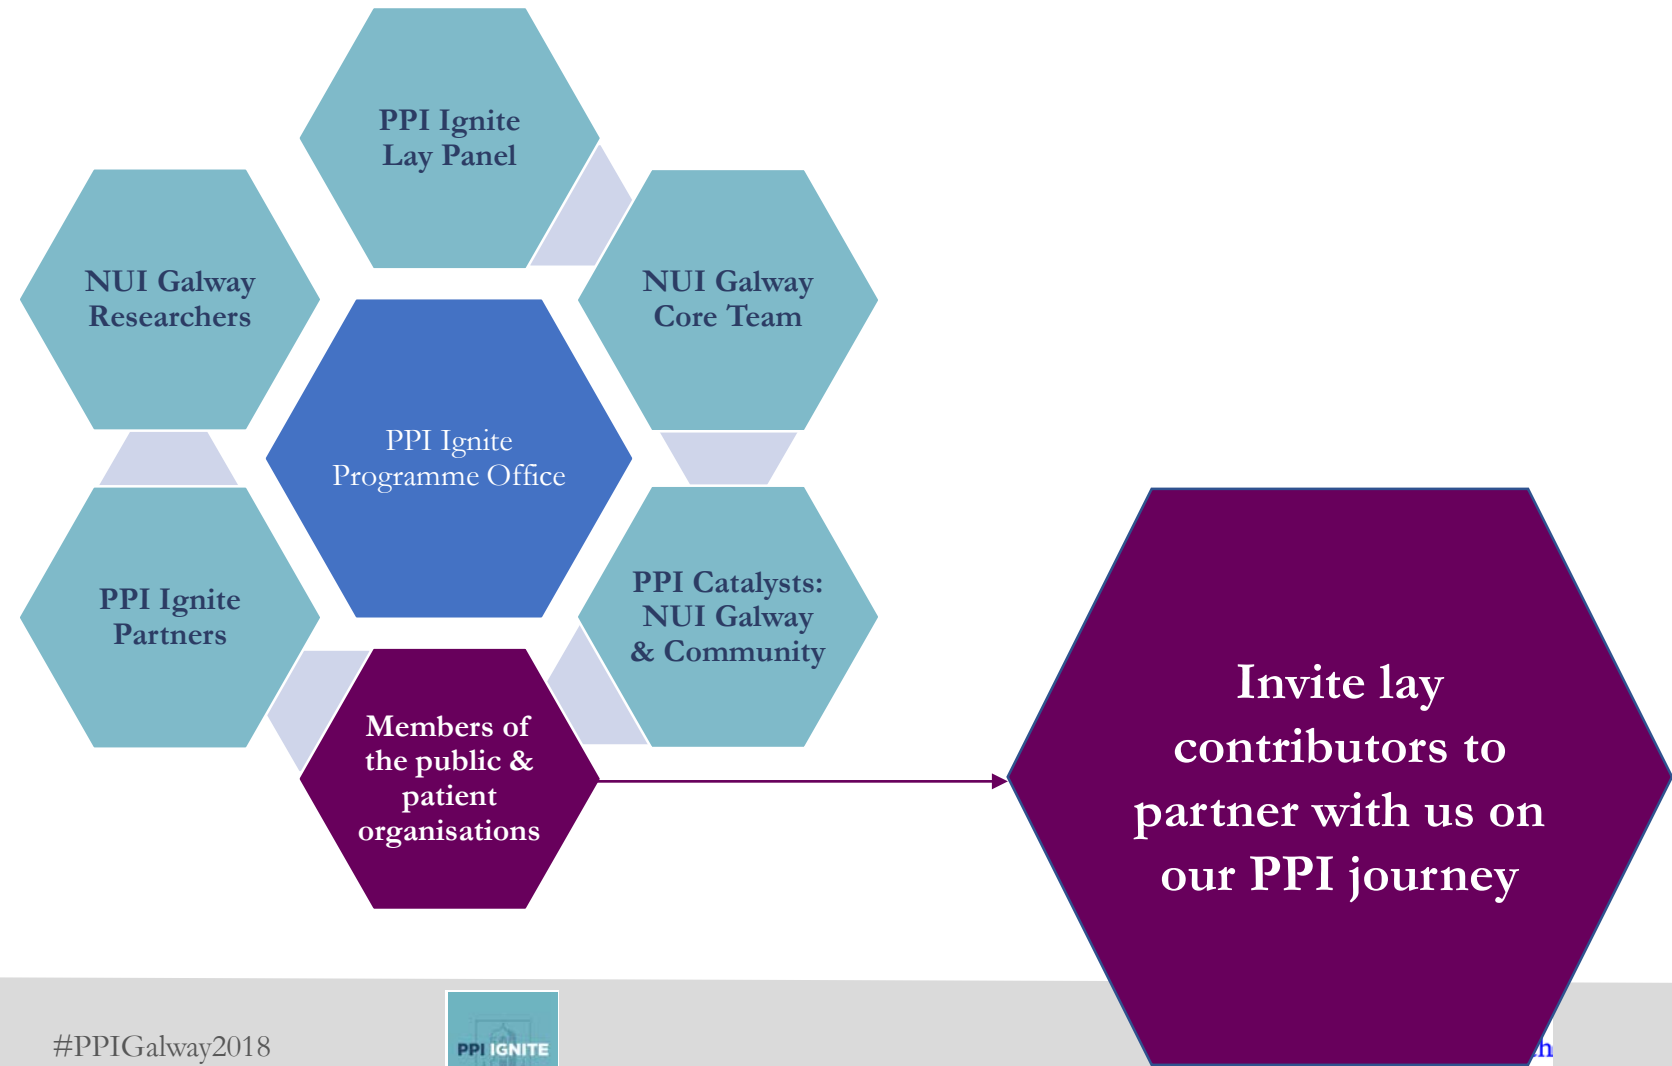 PPI Ignite
Lay Panel
NUI Galway
Researchers
NUI Galway
Core Team
PPI Ignite
Programme Office
PPI Ignite
Partners
PPI Catalysts:
NUI Galway
& Community
Members of
the public &
patient
organisations
Invite lay
contributors to
partner with us on
our PPI journey
#PPIGalway2018
PPI IGNITE